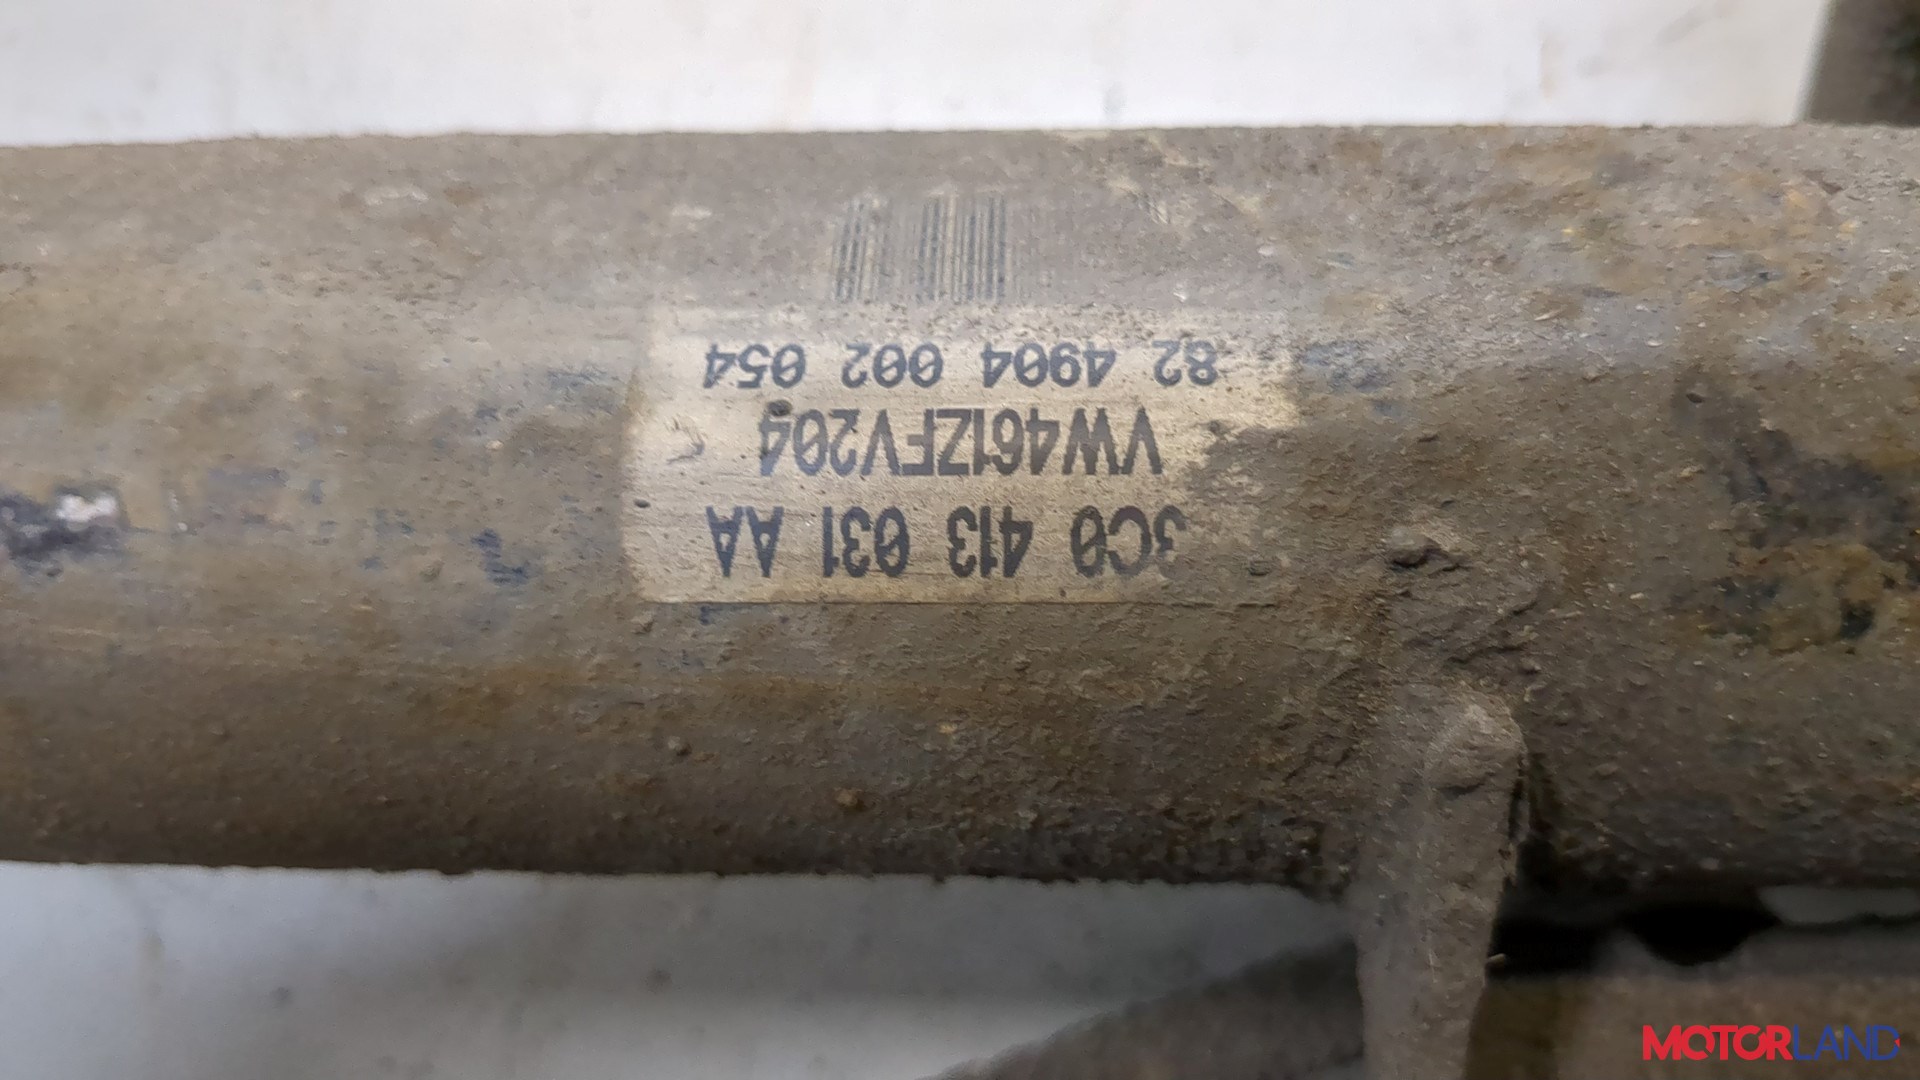 3C0 413 031 AA
VW461ZFV204
82 4904 002 054
MOTORLAND